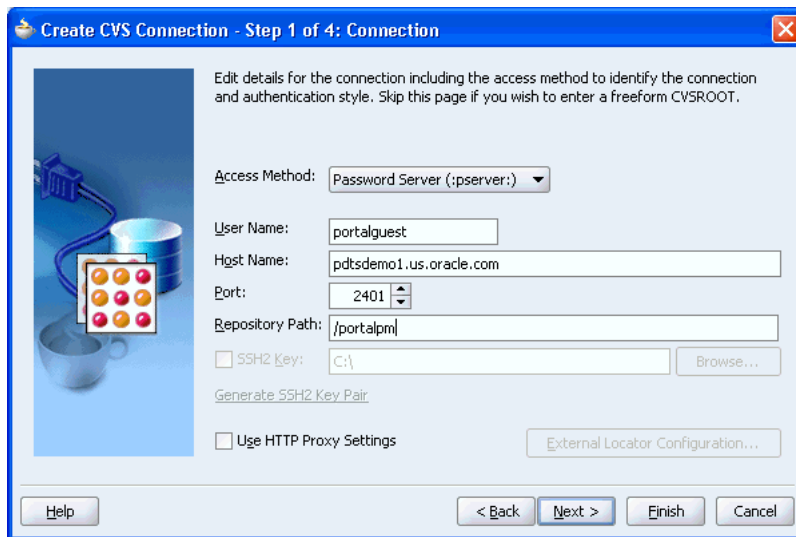 Create CVS Connection - Step 1 of 4: Connection
Edit details for the connection including the access method to identify the connection
and authentication style. Skip this page if you wish to enter a freeform CVSROOT.
Access Method: Password Server (:pserver:)
User Name: portalguest
Host Name: pdtsdemo1.us.oracle.com
Port: 2401
Repository Path: /portalpm
SSH2 Key: C:\ Browse...
Generate SSH2 Key Pair
Use HTTP Proxy Settings External Locator Configuration...
Help < Back Next > Finish Cancel